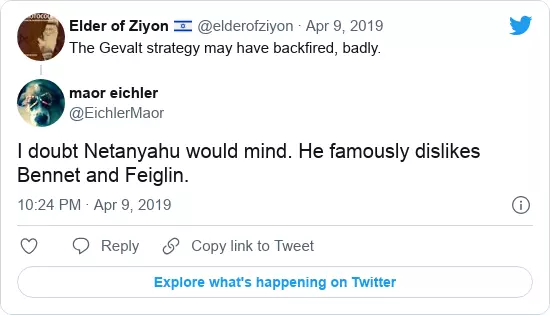 Elder of Ziyon 🇮🇱 @elderofziyon · Apr 9, 2019
The Gevalt strategy may have backfired, badly.
maor eichler
@EichlerMaor
I doubt Netanyahu would mind. He famously dislikes
Bennet and Feiglin.
10:24 PM · Apr 9, 2019
Reply
Copy link to Tweet
Explore what's happening on Twitter